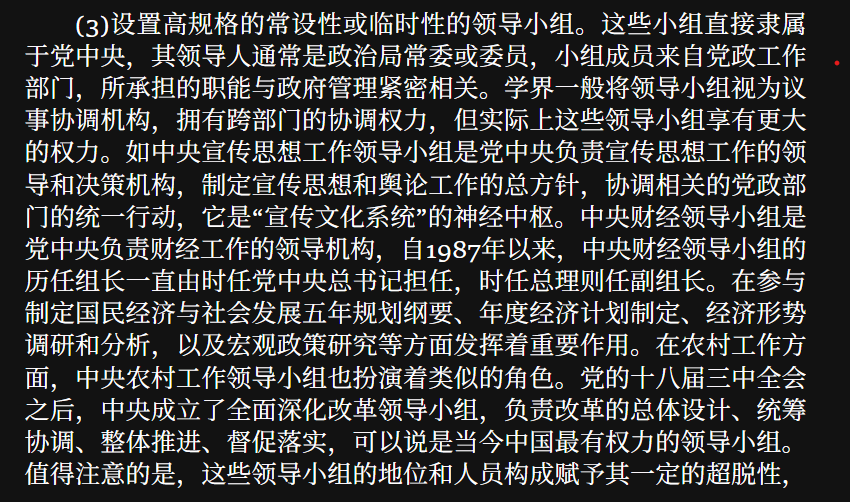 (3)设置高规格的常设性或临时性的领导小组。这些小组直接隶属
于党中央，其领导人通常是政治局常委或委员，小组成员来自党政工作
部门，所承担的职能与政府管理紧密相关。学界一般将领导小组视为议
事协调机构，拥有跨部门的协调权力，但实际上这些领导小组享有更大
的权力。如中央宣传思想工作领导小组是党中央负责宣传思想工作的领
导和决策机构，制定宣传思想和舆论工作的总方针，协调相关的党政部
门的统一行动，它是“宣传文化系统”的神经中枢。中央财经领导小组是
党中央负责财经工作的领导机构，自1987年以来，中央财经领导小组的
历任组长一直由时任党中央总书记担任，时任总理则任副组长。在参与
制定国民经济与社会发展五年规划纲要、年度经济计划制定、经济形势
调研和分析，以及宏观政策研究等方面发挥着重要作用。在农村工作方
面，中央农村工作领导小组也扮演着类似的角色。党的十八届三中全会
之后，中央成立了全面深化改革领导小组，负责改革的总体设计、统筹
协调、整体推进、督促落实，可以说是当今中国最有权力的领导小组。
值得注意的是，这些领导小组的地位和人员构成赋予其一定的超脱性，